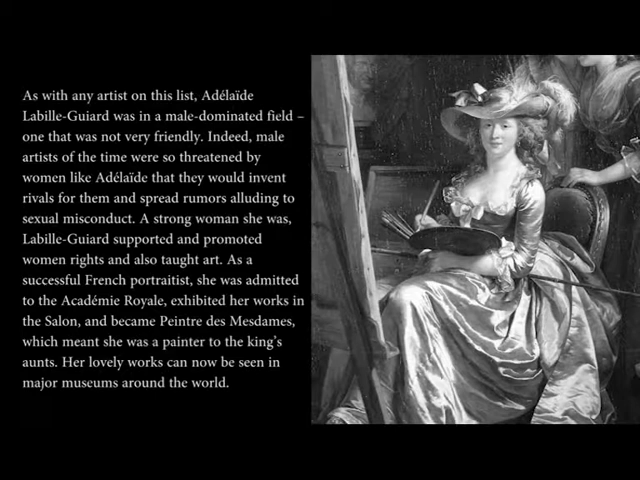 As with any artist on this list, Adélaïde
Labille-Guiard was in a male-dominated field –
one that was not very friendly. Indeed, male
artists of the time were so threatened by
women like Adélaïde that they would invent
rivals for them and spread rumors alluding to
sexual misconduct. A strong woman she was,
Labille-Guiard supported and promoted
women rights and also taught art. As a
successful French portraitist, she was admitted
to the Académie Royale, exhibited her works in
the Salon, and became Peintre des Mesdames,
which meant she was a painter to the king's
aunts. Her lovely works can now be seen in
major museums around the world.